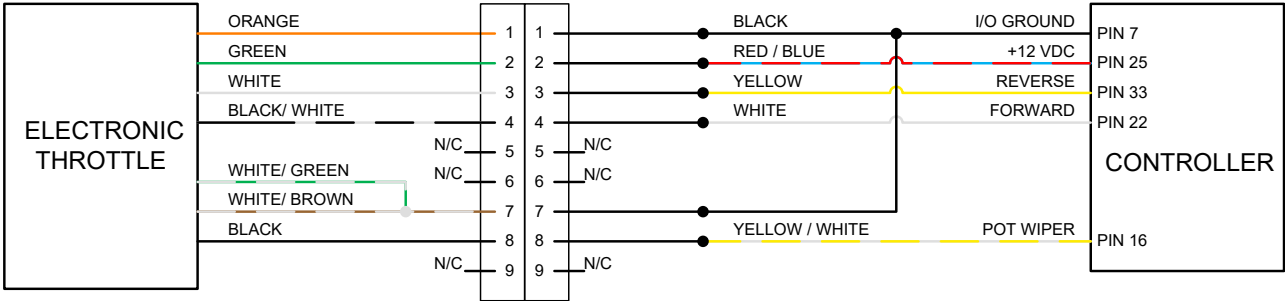 ORANGE 1 1 BLACK I/O GROUND PIN 7
GREEN 2 2 RED / BLUE +12 VDC PIN 25
WHITE 3 3 YELLOW REVERSE PIN 33
BLACK/ WHITE 4 4 WHITE FORWARD PIN 22
ELECTRONIC
THROTTLE
N/C 5 5 N/C
CONTROLLER
WHITE/ GREEN N/C 6 6 N/C
WHITE/ BROWN 7 7
BLACK 8 8 YELLOW / WHITE POT WIPER PIN 16
N/C 9 9 N/C